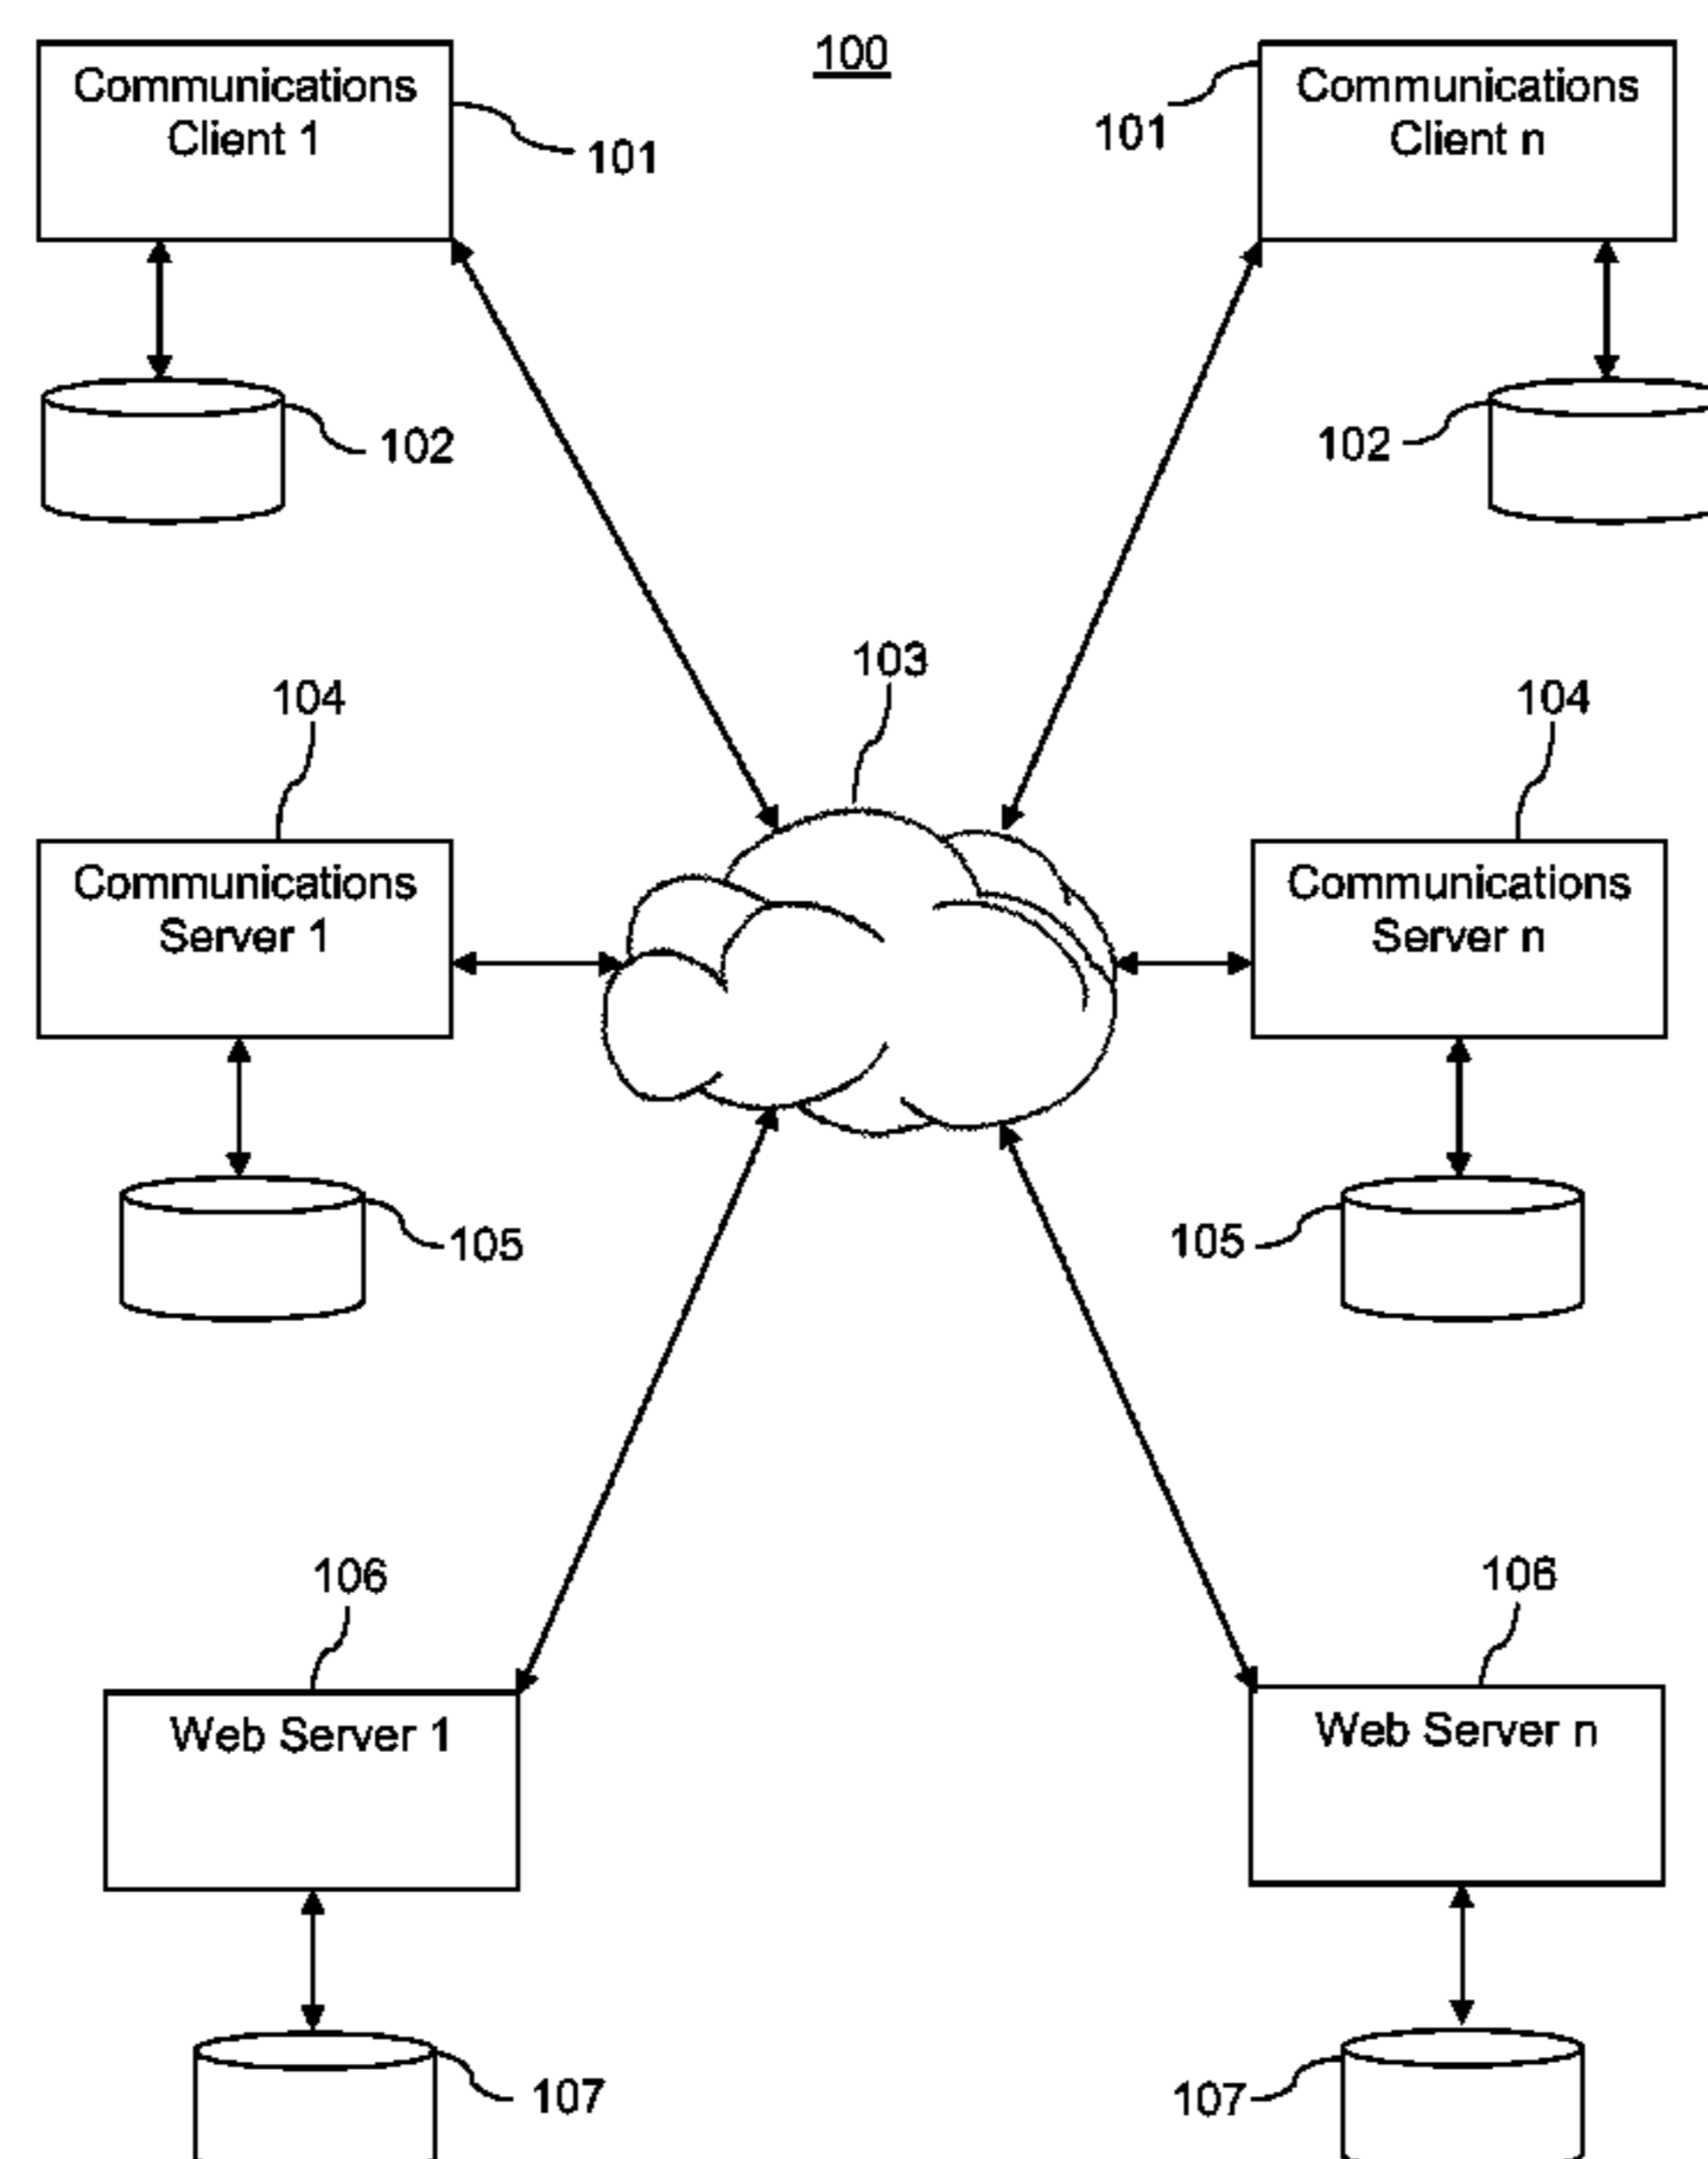 100
Communications
Client 1
101
101
Communications
Client n
102
102
103
104
104
Communications
Server 1
Communications
Server n
105
105
106
106
Web Server 1
Web Server n
107
107